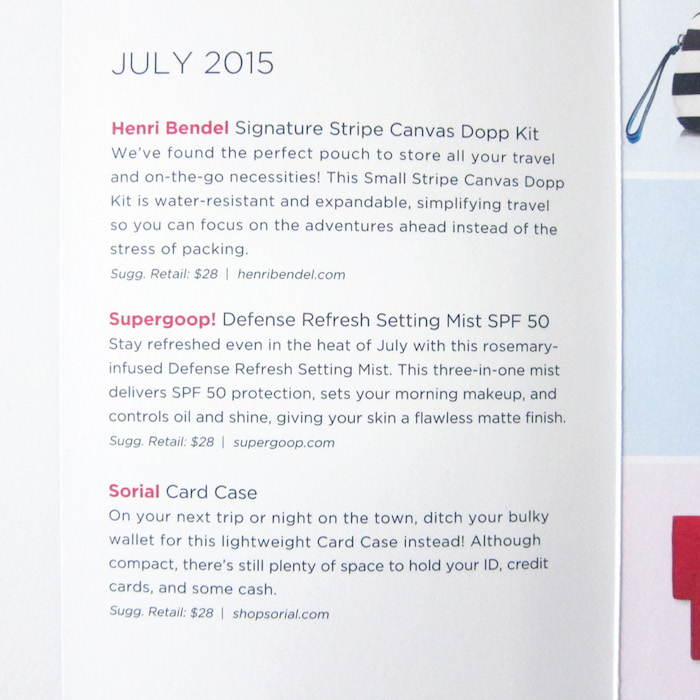 JULY 2015
Henri Bendel Signature Stripe Canvas Dopp Kit
We've found the perfect pouch to store all your travel
and on-the-go necessities! This Small Stripe Canvas Dopp
Kit is water-resistant and expandable, simplifying travel
so you can focus on the adventures ahead instead of the
stress of packing.
Sugg. Retail: $28 | henribendel.com
Supergoop! Defense Refresh Setting Mist SPF 50
Stay refreshed even in the heat of July with this rosemary-
infused Defense Refresh Setting Mist. This three-in-one mist
delivers SPF 50 protection, sets your morning makeup, and
controls oil and shine, giving your skin a flawless matte finish.
Sugg. Retail: $28 | supergoop.com
Sorial Card Case
On your next trip or night on the town, ditch your bulky
wallet for this lightweight Card Case instead! Although
compact, there's still plenty of space to hold your ID, credit
cards, and some cash.
Sugg. Retail: $28 | shopsorial.com